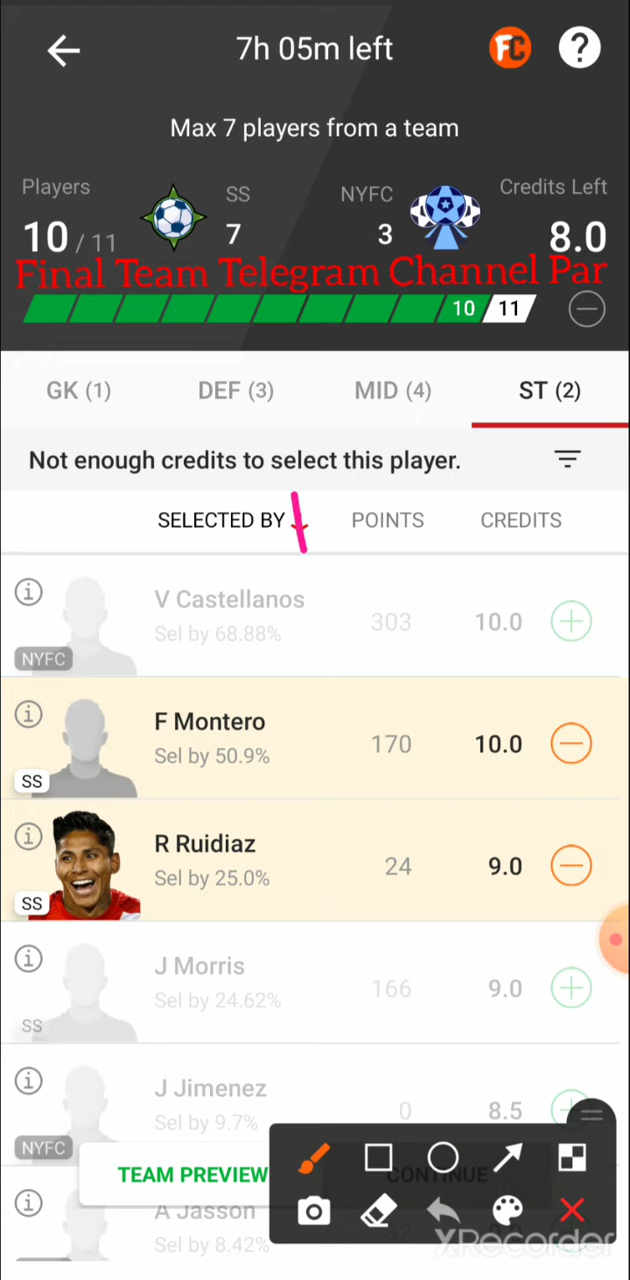 7h 05m left
FC
?
Max 7 players from a team
Players
SS
NYFC
Credits Left
10 / 11
7
3
8.0
Final Team Telegram Channel Par
10
11
GK (1)
DEF (3)
MID (4)
ST (2)
Not enough credits to select this player.
SELECTED BY
POINTS
CREDITS
V Castellanos
Sel by 68.88%
303
10.0
NYFC
F Montero
Sel by 50.9%
170
10.0
SS
R Ruidiaz
Sel by 25.0%
24
9.0
SS
J Morris
Sel by 24.62%
166
9.0
SS
J Jimenez
Sel by 9.7%
0
8.5
NYFC
TEAM PREVIEW
CONTINUE
A Jasson
Sel by 8.42%
XRecorder